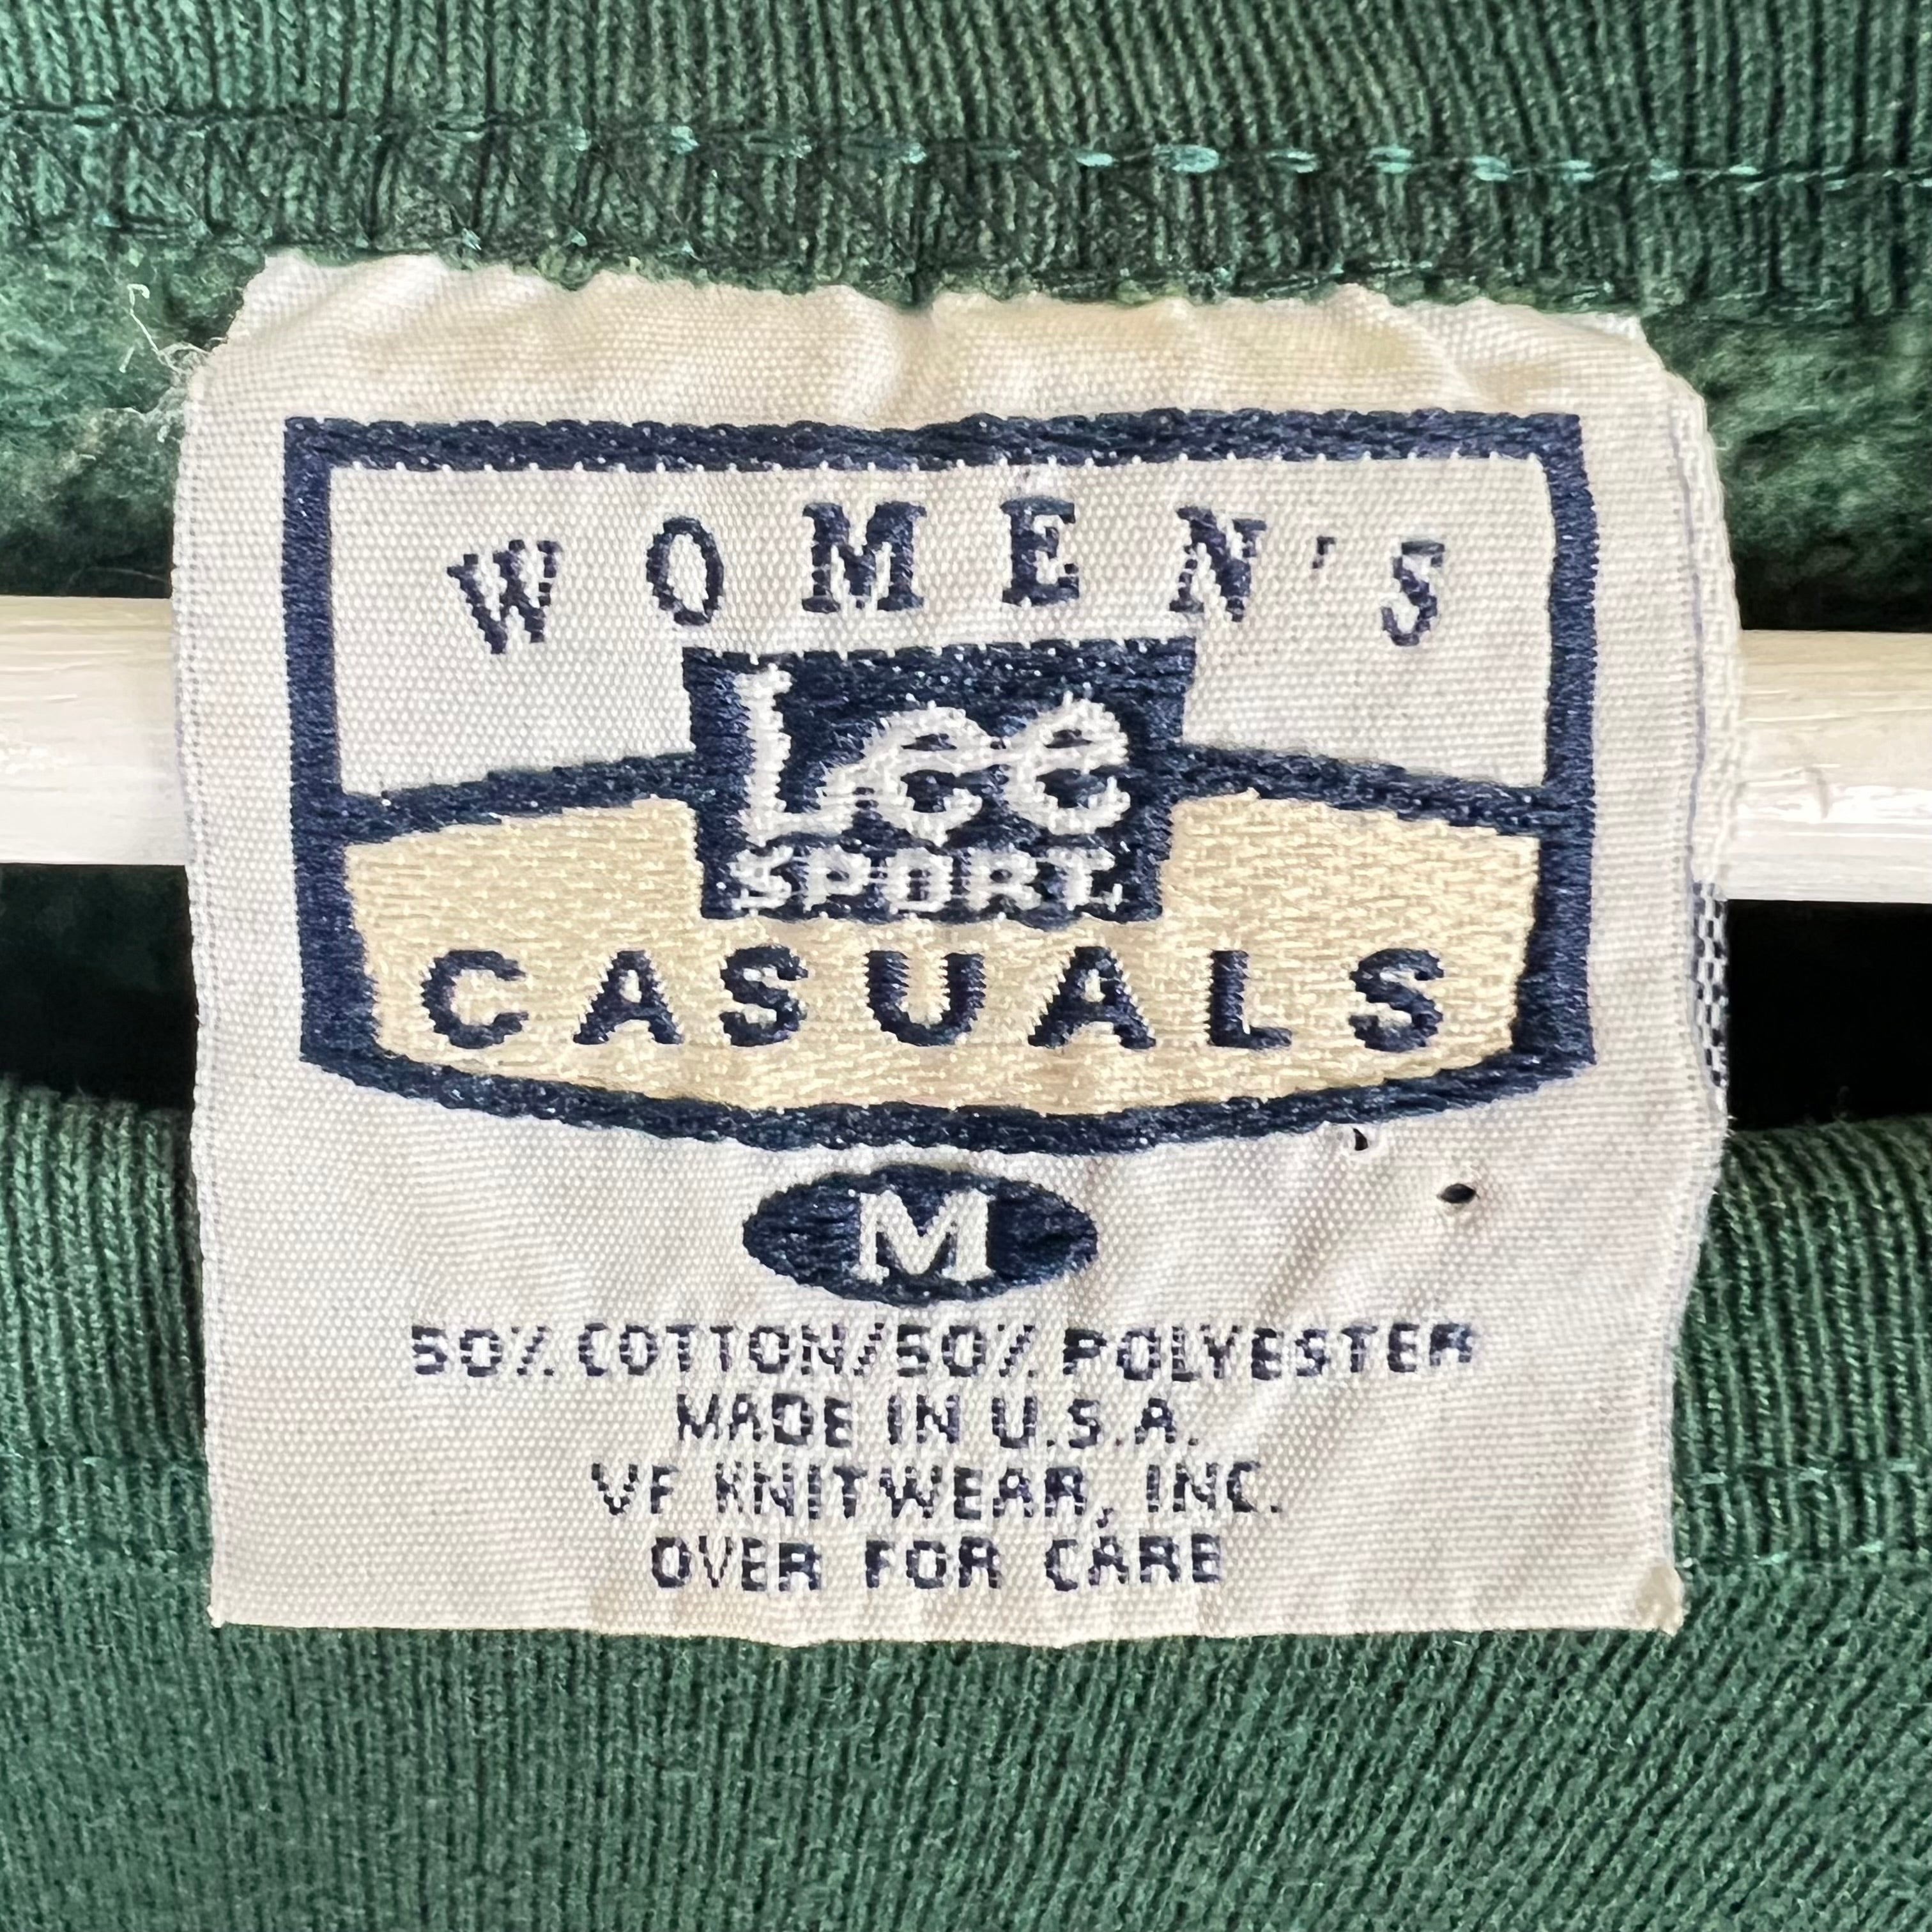 WOMEN'S
Lee
SPORT
CASUALS
M
50% COTTON/50% POLYESTER
MADE IN U.S.A.
VF KNITWEAR, INC.
OVER FOR CARE